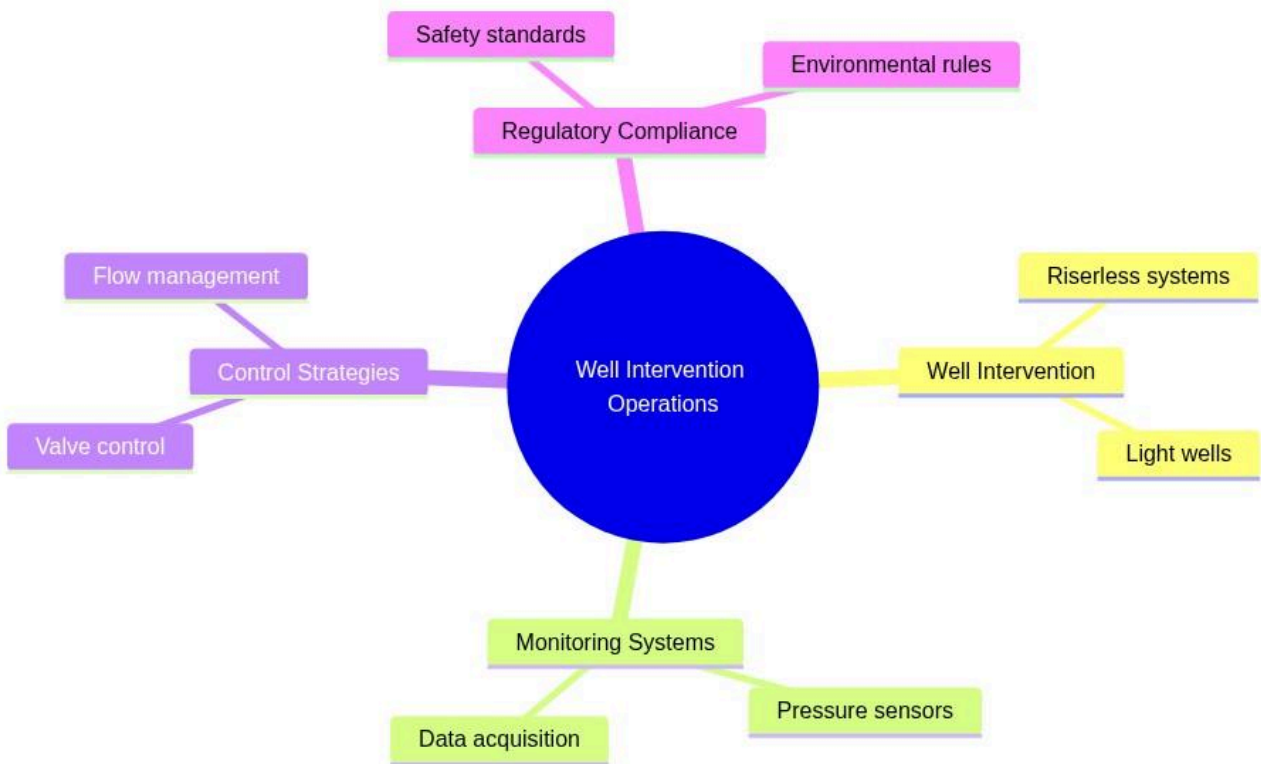 Safety standards
Environmental rules
Regulatory Compliance
Flow management
Riserless systems
Control Strategies
Well Intervention
Operations
Well Intervention
Valve control
Light wells
Monitoring Systems
Pressure sensors
Data acquisition